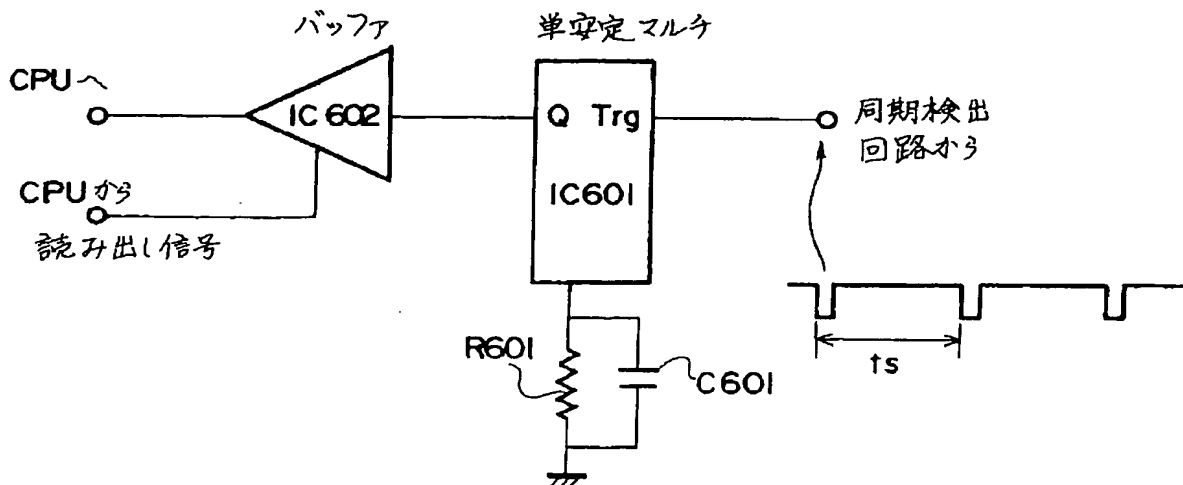 バッファ
単安定マルチ
CPUへ
IC602
Q Trg
同期検出
回路から
CPUから
IC601
読み出し信号
R601
C601
ts